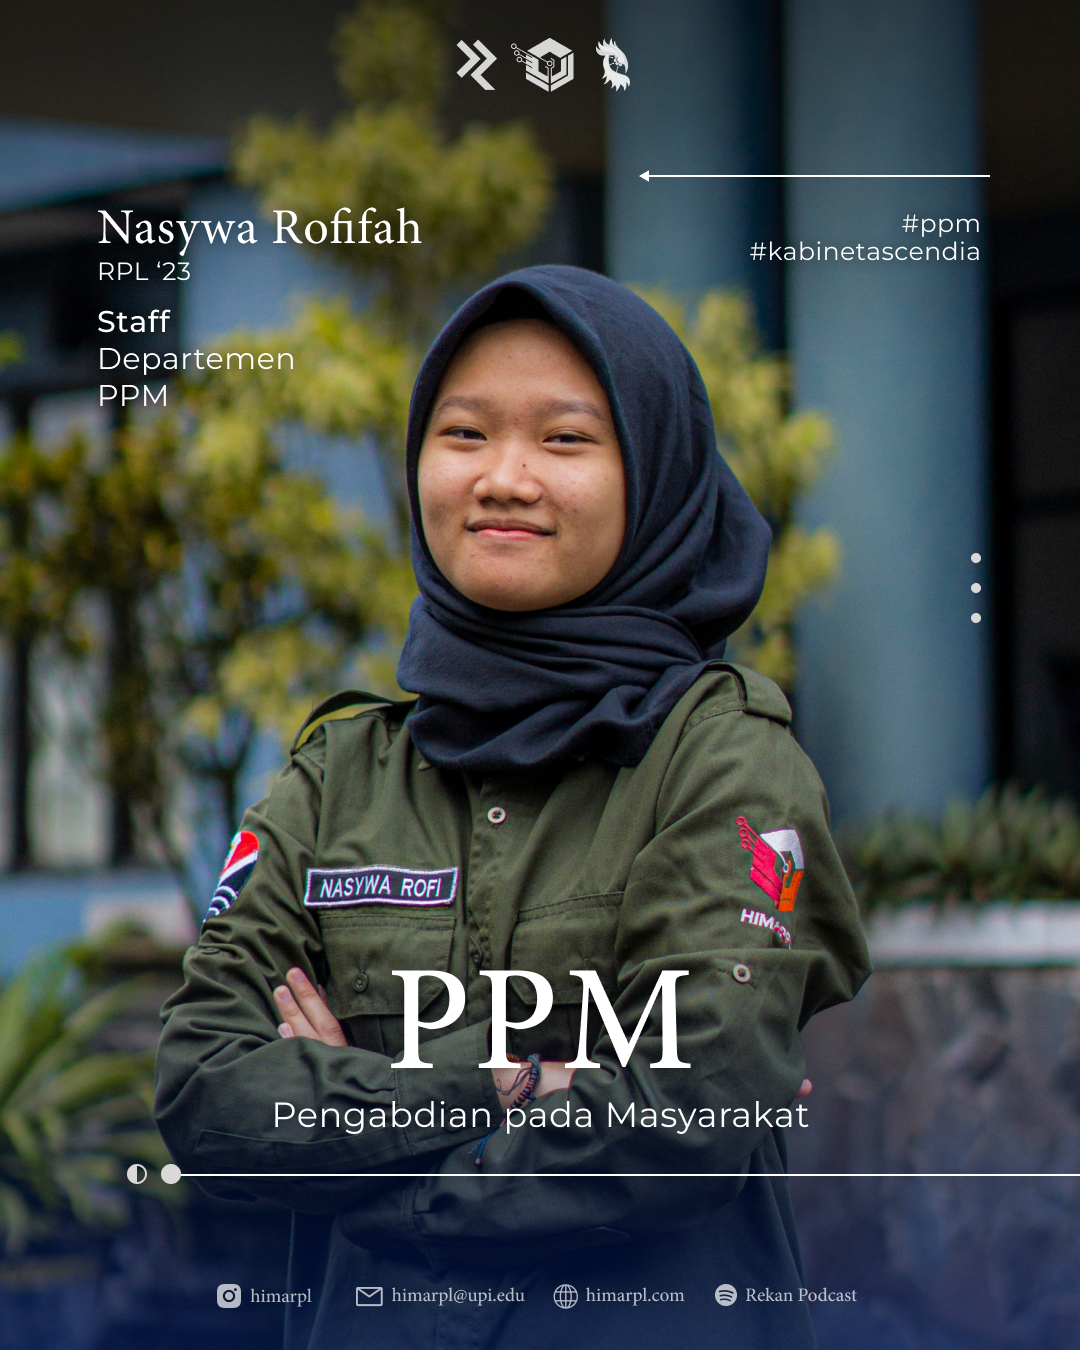 Nasywa Rofifah
RPL ‘23
Staff
Departemen
PPM
#ppm
#kabinetascendia
NASYWA ROFI
HIMARPL
PPM
Pengabdian pada Masyarakat
himarpl
himarpl@upi.edu
himarpl.com
Rekan Podcast